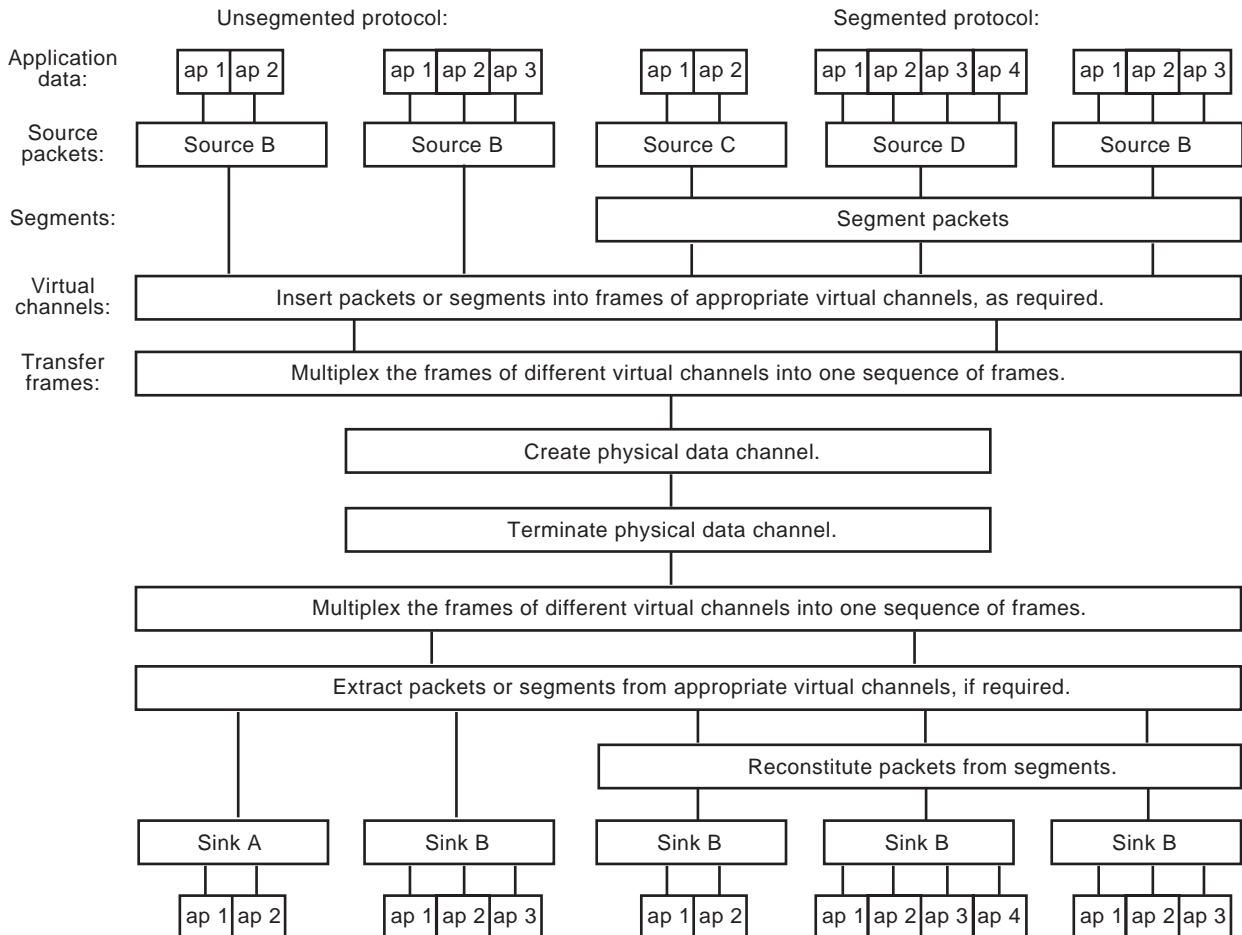 Unsegmented protocol: Segmented protocol:
Application
data:
ap 1 ap 2 ap 1 ap 2 ap 3 ap 1 ap 2 ap 1 ap 2 ap 3 ap 4 ap 1 ap 2 ap 3
Source
packets:
Source B Source B Source C Source D Source B
Segments: Segment packets
Virtual
channels:
Insert packets or segments into frames of appropriate virtual channels, as required.
Transfer
frames:
Multiplex the frames of different virtual channels into one sequence of frames.
Create physical data channel.
Terminate physical data channel.
Multiplex the frames of different virtual channels into one sequence of frames.
Extract packets or segments from appropriate virtual channels, if required.
Reconstitute packets from segments.
Sink A Sink B Sink B Sink B Sink B
ap 1 ap 2 ap 1 ap 2 ap 3 ap 1 ap 2 ap 1 ap 2 ap 3 ap 4 ap 1 ap 2 ap 3